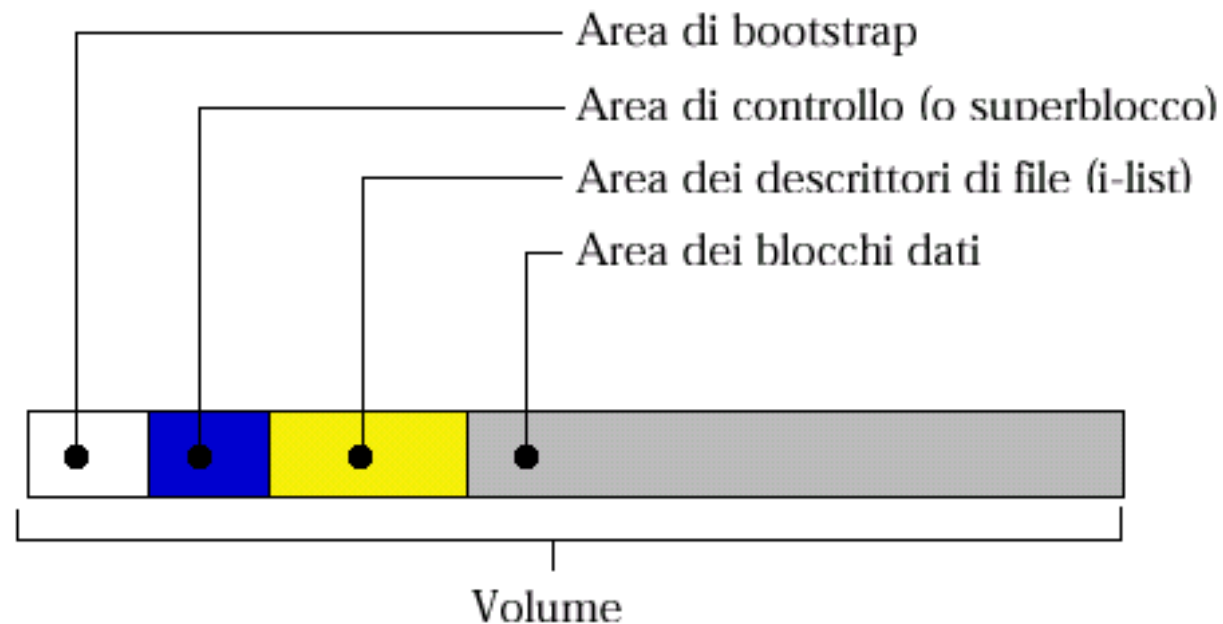 Area di bootstrap
Area di controllo (o superblocco)
Area dei descrittori di file (i-list)
Area dei blocchi dati
Volume